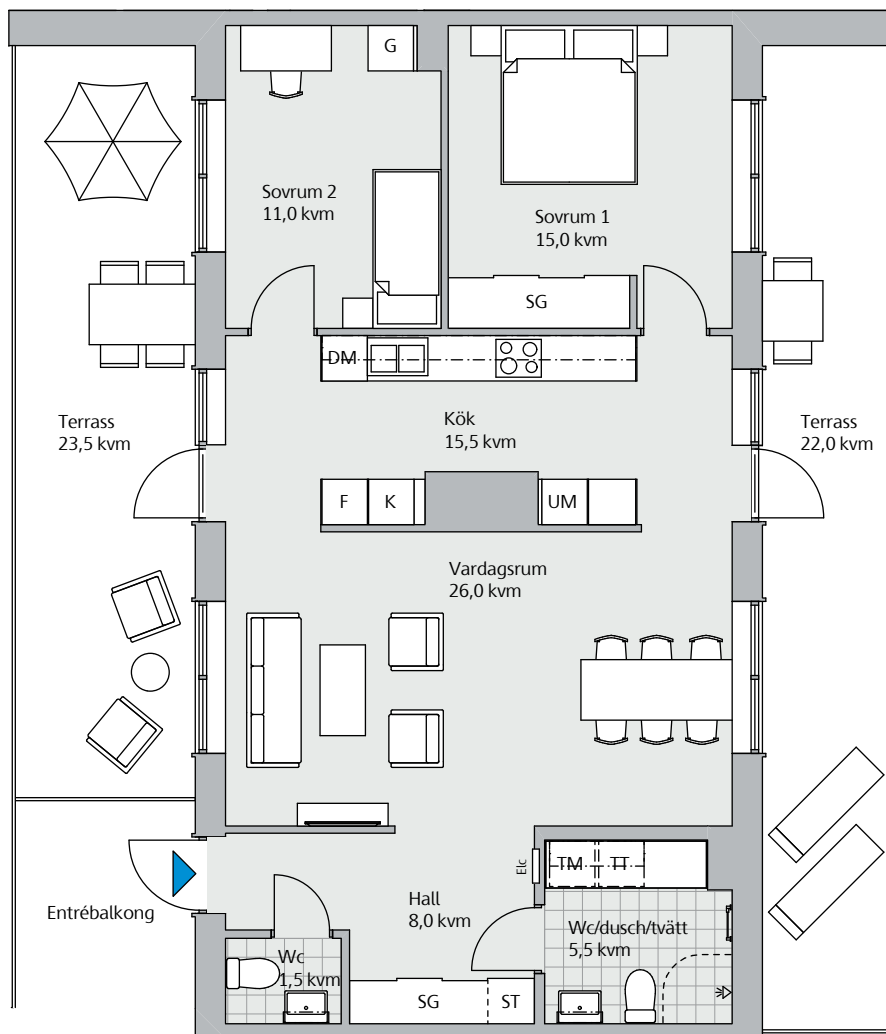 G
Sovrum 2
11,0 kvm
Sovrum 1
15,0 kvm
SG
DM
Terrass
23,5 kvm
Kök
15,5 kvm
Terrass
22,0 kvm
F
K
UM
Vardagsrum
26,0 kvm
Elc
TM
TT
Entrébalkong
Hall
8,0 kvm
Wc/dusch/tvätt
5,5 kvm
Wc
1,5 kvm
SG
ST